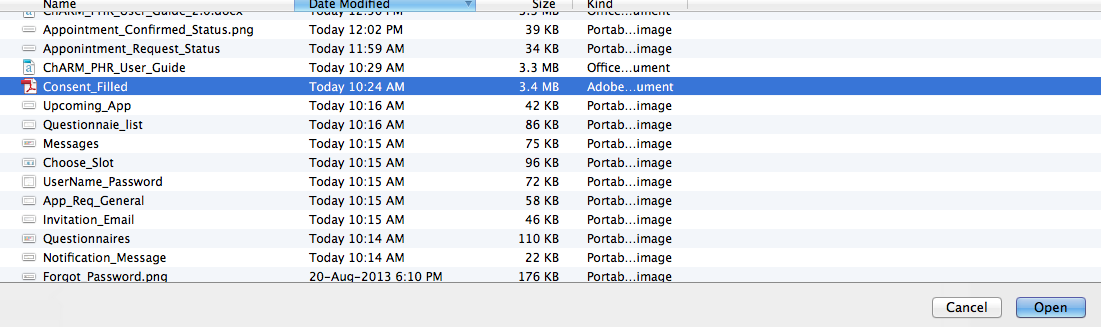 Name Date Modified Size Kind
ChARM_PHR_User_Guide_2.0.docx Today 12:50 PM 3.3 MB Office...ument
Appointment_Confirmed_Status.png Today 12:02 PM 39 KB Portab...image
Apponintment_Request_Status Today 11:59 AM 34 KB Portab...image
ChARM_PHR_User_Guide Today 10:29 AM 3.3 MB Office...ument
Consent_Filled Today 10:24 AM 3.4 MB Adobe...ument
Upcoming_App Today 10:16 AM 42 KB Portab...image
Questionnaie_list Today 10:16 AM 86 KB Portab...image
Messages Today 10:15 AM 75 KB Portab...image
Choose_Slot Today 10:15 AM 96 KB Portab...image
UserName_Password Today 10:15 AM 72 KB Portab...image
App_Req_General Today 10:15 AM 58 KB Portab...image
Invitation_Email Today 10:15 AM 46 KB Portab...image
Questionnaires Today 10:14 AM 110 KB Portab...image
Notification_Message Today 10:14 AM 22 KB Portab...image
Forgot_Password.png 20-Aug-2013 6:10 PM 176 KB Portab...image
Cancel Open